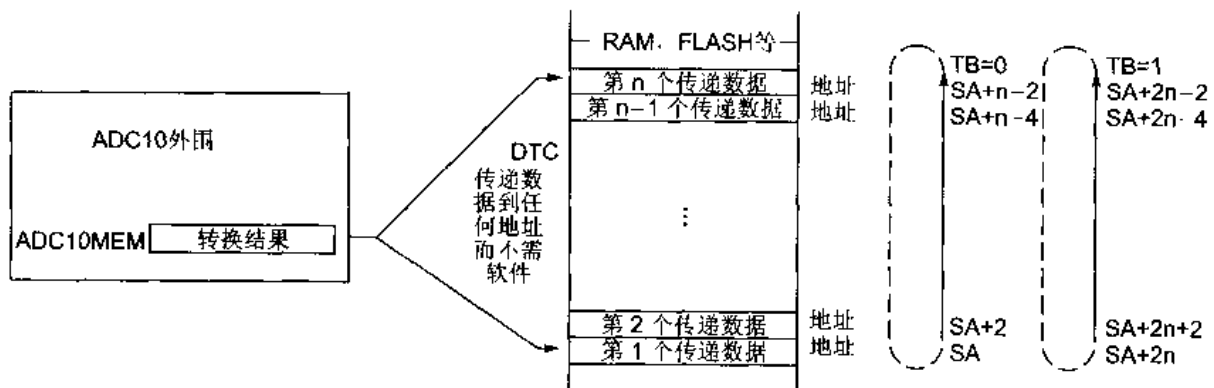 ADC10外围
ADC10MEM
转换结果
DTC
传递数
据到任
何地址
而不需
软件
RAM、FLASH等
第 n 个传递数据
第 n-1 个传递数据
⋮
第 2 个传递数据
第 1 个传递数据
地址
地址
地址
地址
TB=0
SA+n-2
SA+n-4
SA+2
SA
TB=1
SA+2n-2
SA+2n-4
SA+2n+2
SA+2n